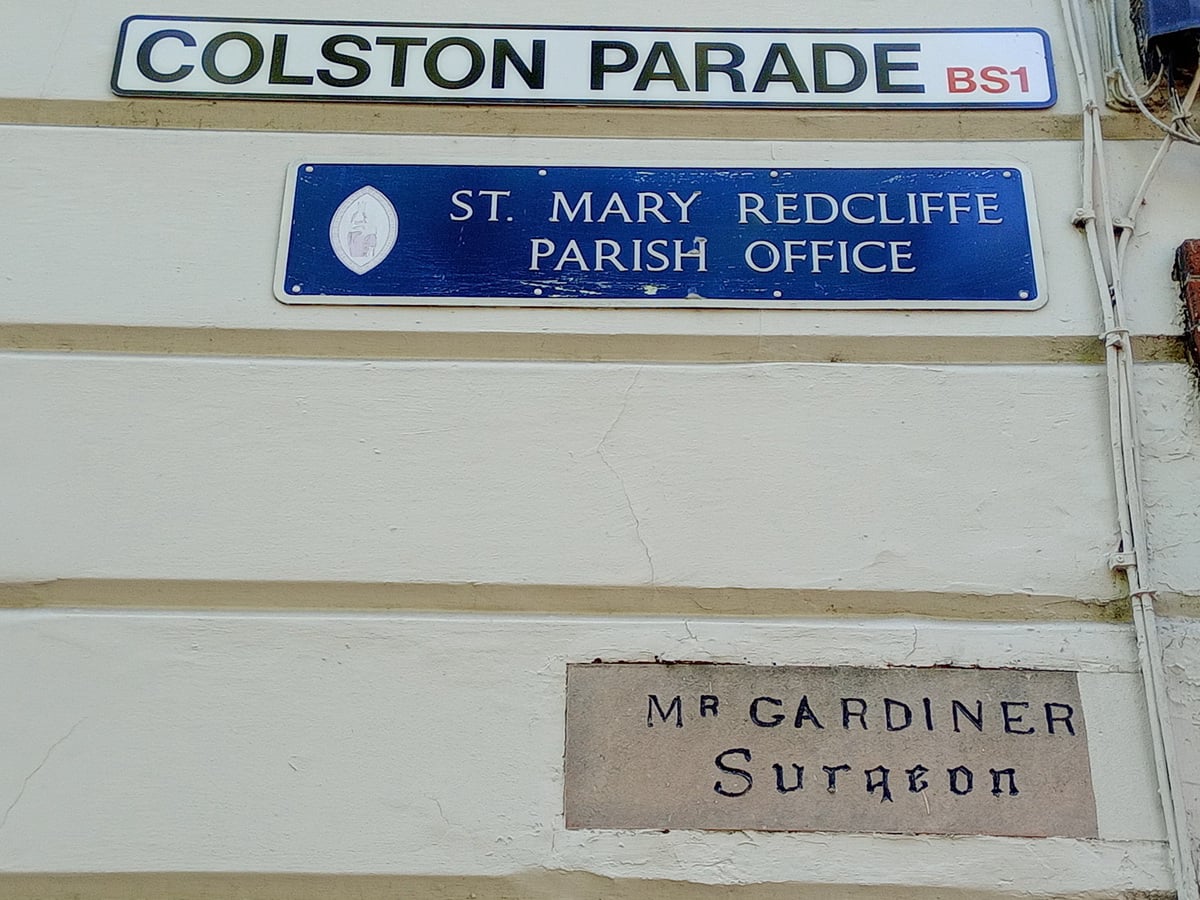 COLSTON PARADE BS1
ST. MARY REDCLIFFE
PARISH OFFICE
MR GARDINER
Surgeon